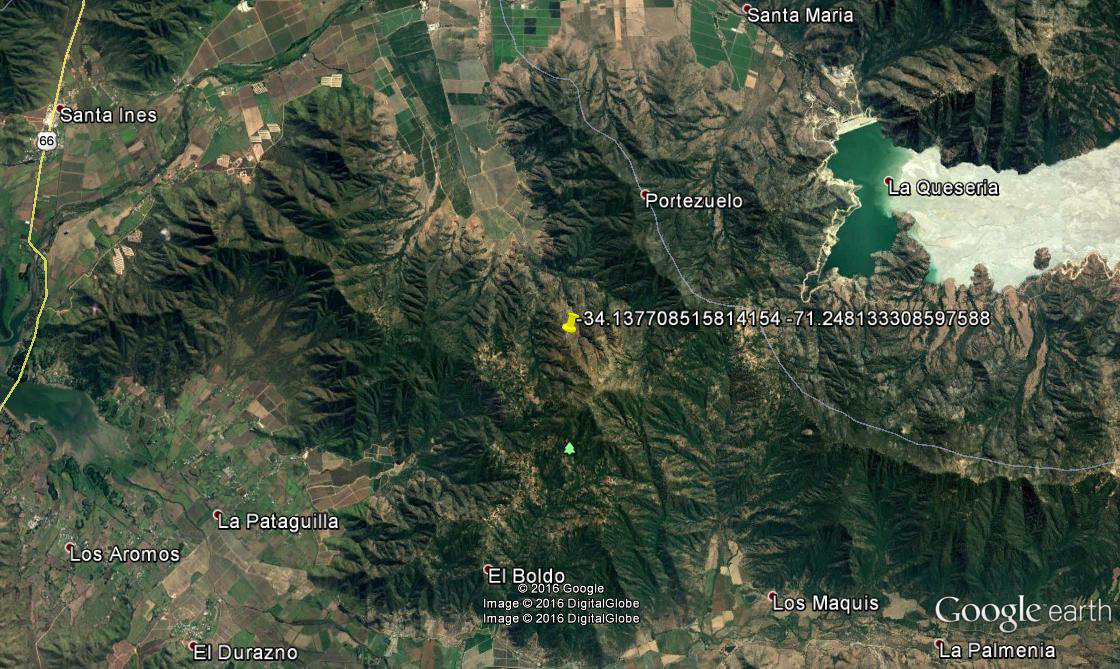 Santa Maria
Santa Ines
66
La Queseria
Portezuelo
-34.137708515814154 -71.248133308597588
La Pataguilla
Los Aromos
El Boldo
© 2016 Google
Image © 2016 DigitalGlobe
Image © 2016 DigitalGlobe
Los Maquis
Google earth
El Durazno
La Palmenia